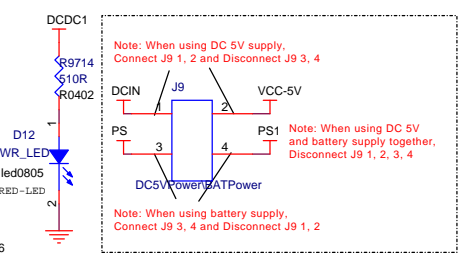 DCDC1
R9714
510R
R0402
1
D12
WR_LED
led0805
RED-LED
2
6
Note: When using DC 5V supply,
Connect J9 1, 2 and Disconnect J9 3, 4
DCIN
J9
VCC-5V
1
2
PS
PS1
3
4
DC5VPower\BATPower
Note: When using DC 5V
and battery supply together,
Disconnect J9 1, 2, 3, 4
Note: When using battery supply,
Connect J9 3, 4 and Disconnect J9 1, 2